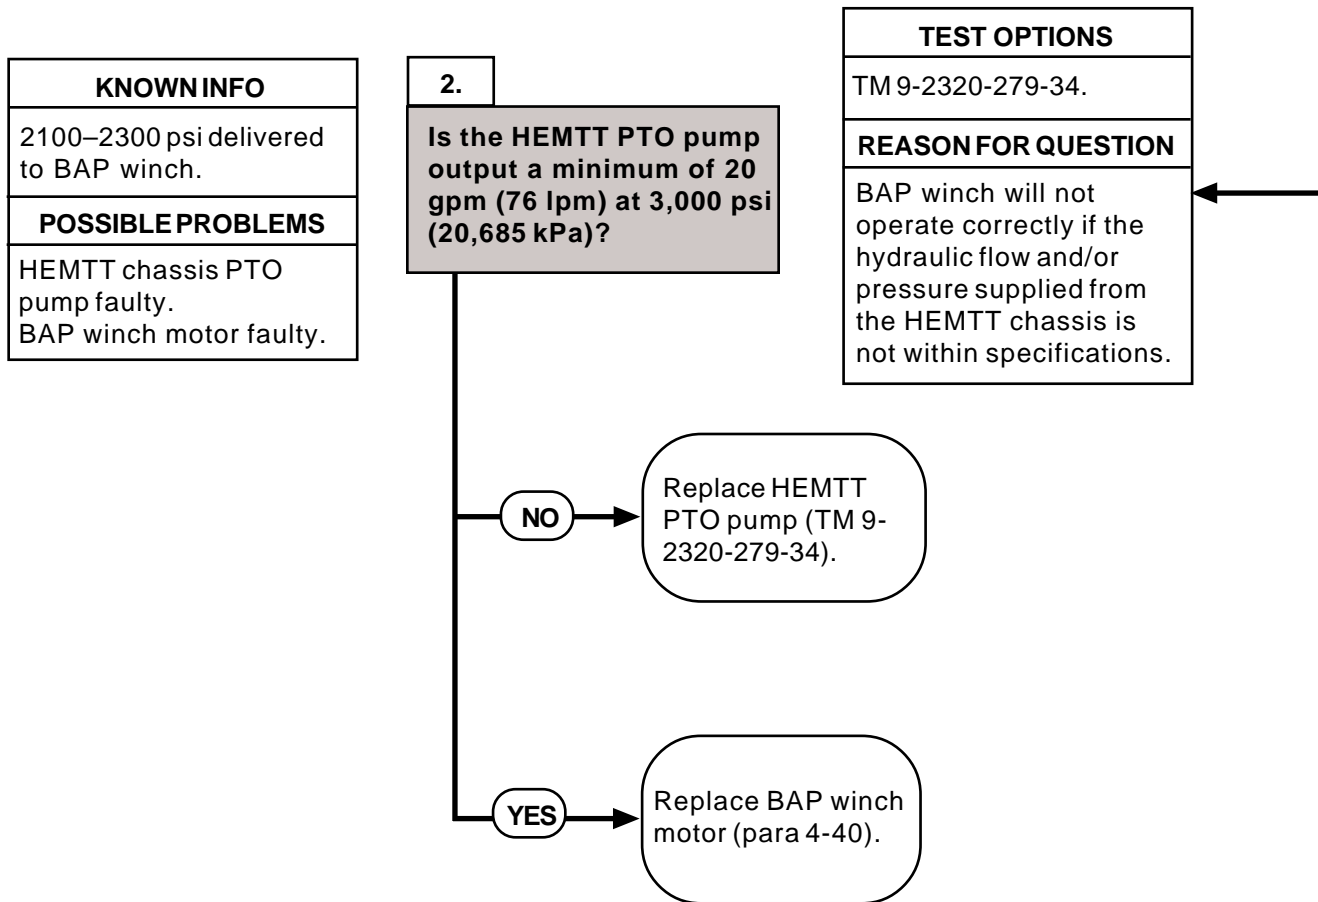 KNOWN INFO
2100–2300 psi delivered
to BAP winch.
POSSIBLE PROBLEMS
HEMTT chassis PTO
pump faulty.
BAP winch motor faulty.
2.
Is the HEMTT PTO pump
output a minimum of 20
gpm (76 lpm) at 3,000 psi
(20,685 kPa)?
TEST OPTIONS
TM 9-2320-279-34.
REASON FOR QUESTION
BAP winch will not
operate correctly if the
hydraulic flow and/or
pressure supplied from
the HEMTT chassis is
not within specifications.
NO
Replace HEMTT
PTO pump (TM 9-
2320-279-34).
YES
Replace BAP winch
motor (para 4-40).